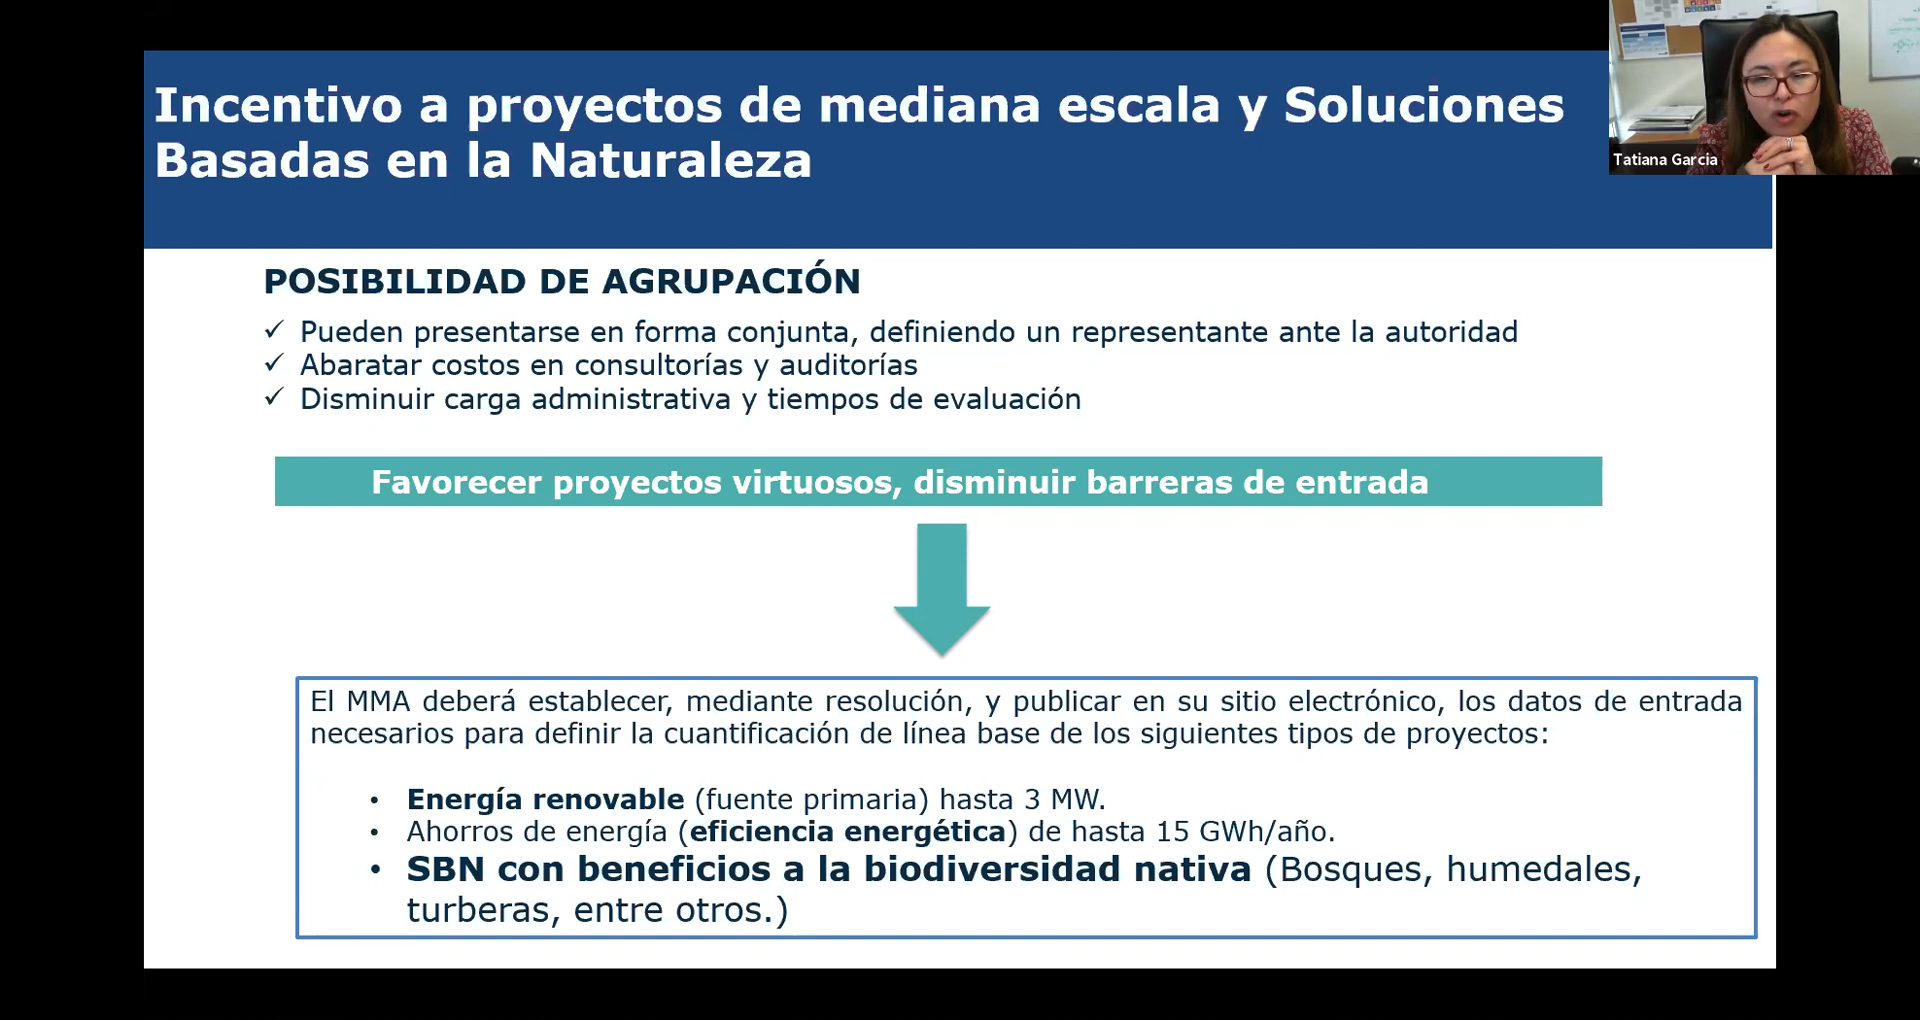 Incentivo a proyectos de mediana escala y Soluciones
Basadas en la Naturaleza
Tatiana Garcia
POSIBILIDAD DE AGRUPACIÓN
✓ Pueden presentarse en forma conjunta, definiendo un representante ante la autoridad
✓ Abaratar costos en consultorías y auditorías
✓ Disminuir carga administrativa y tiempos de evaluación
Favorecer proyectos virtuosos, disminuir barreras de entrada
El MMA deberá establecer, mediante resolución, y publicar en su sitio electrónico, los datos de entrada
necesarios para definir la cuantificación de línea base de los siguientes tipos de proyectos:
• Energía renovable (fuente primaria) hasta 3 MW.
• Ahorros de energía (eficiencia energética) de hasta 15 GWh/año.
• SBN con beneficios a la biodiversidad nativa (Bosques, humedales,
turberas, entre otros.)